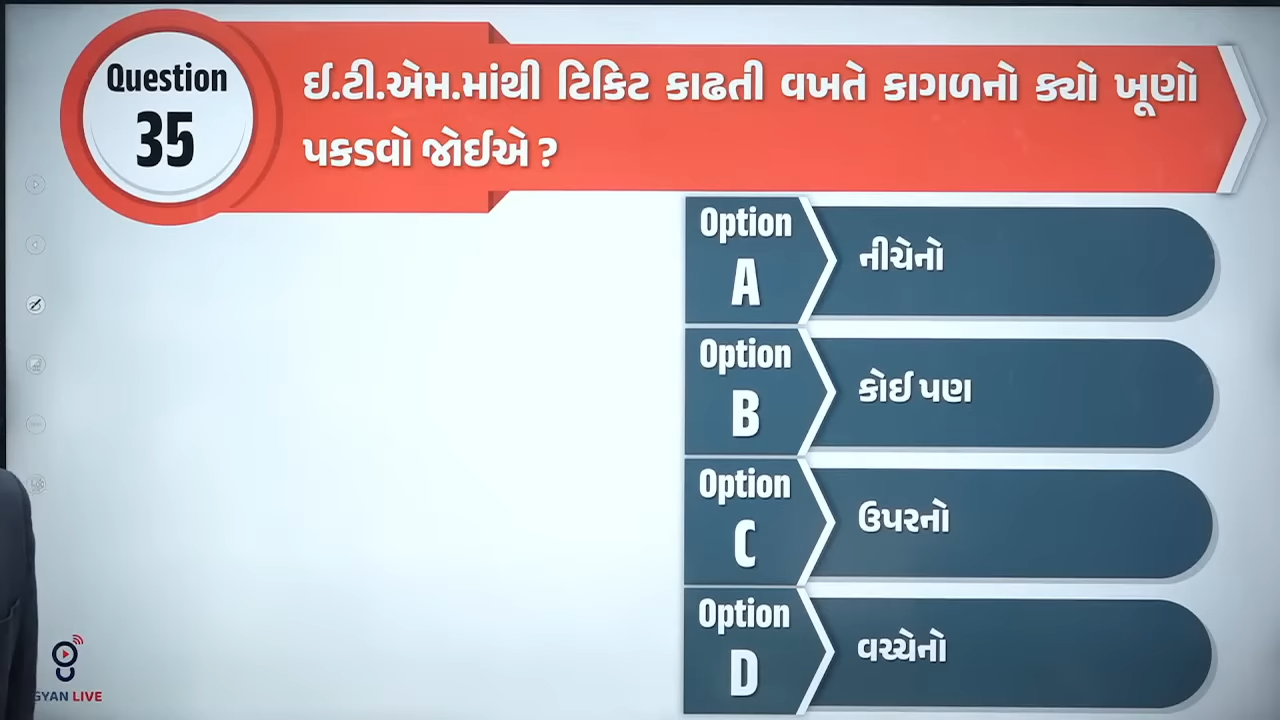 Question
35
ઈ.ટી.એમ.માંથી ટિકિટ કાઢતી વખતે કાગળનો ક્યો ખૂણો
પકડવો જોઈએ ?
Option
A
નીચેનો
Option
B
કોઈ પણ
Option
C
ઉપરનો
Option
D
વચ્ચેનો
GYAN LIVE